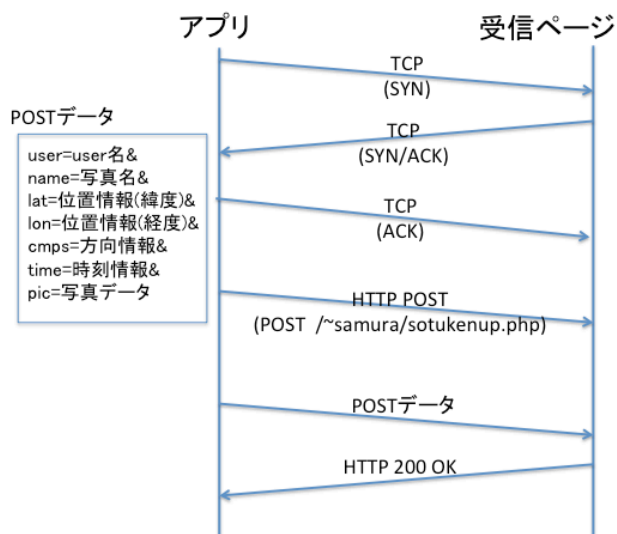 アプリ
受信ページ
TCP
(SYN)
TCP
(SYN/ACK)
POSTデータ
user=user名&
name=写真名&
lat=位置情報(緯度)&
lon=位置情報(経度)&
cmps=方向情報&
time=時刻情報&
pic=写真データ
TCP
(ACK)
HTTP POST
(POST /~samura/sotukenup.php)
POSTデータ
HTTP 200 OK